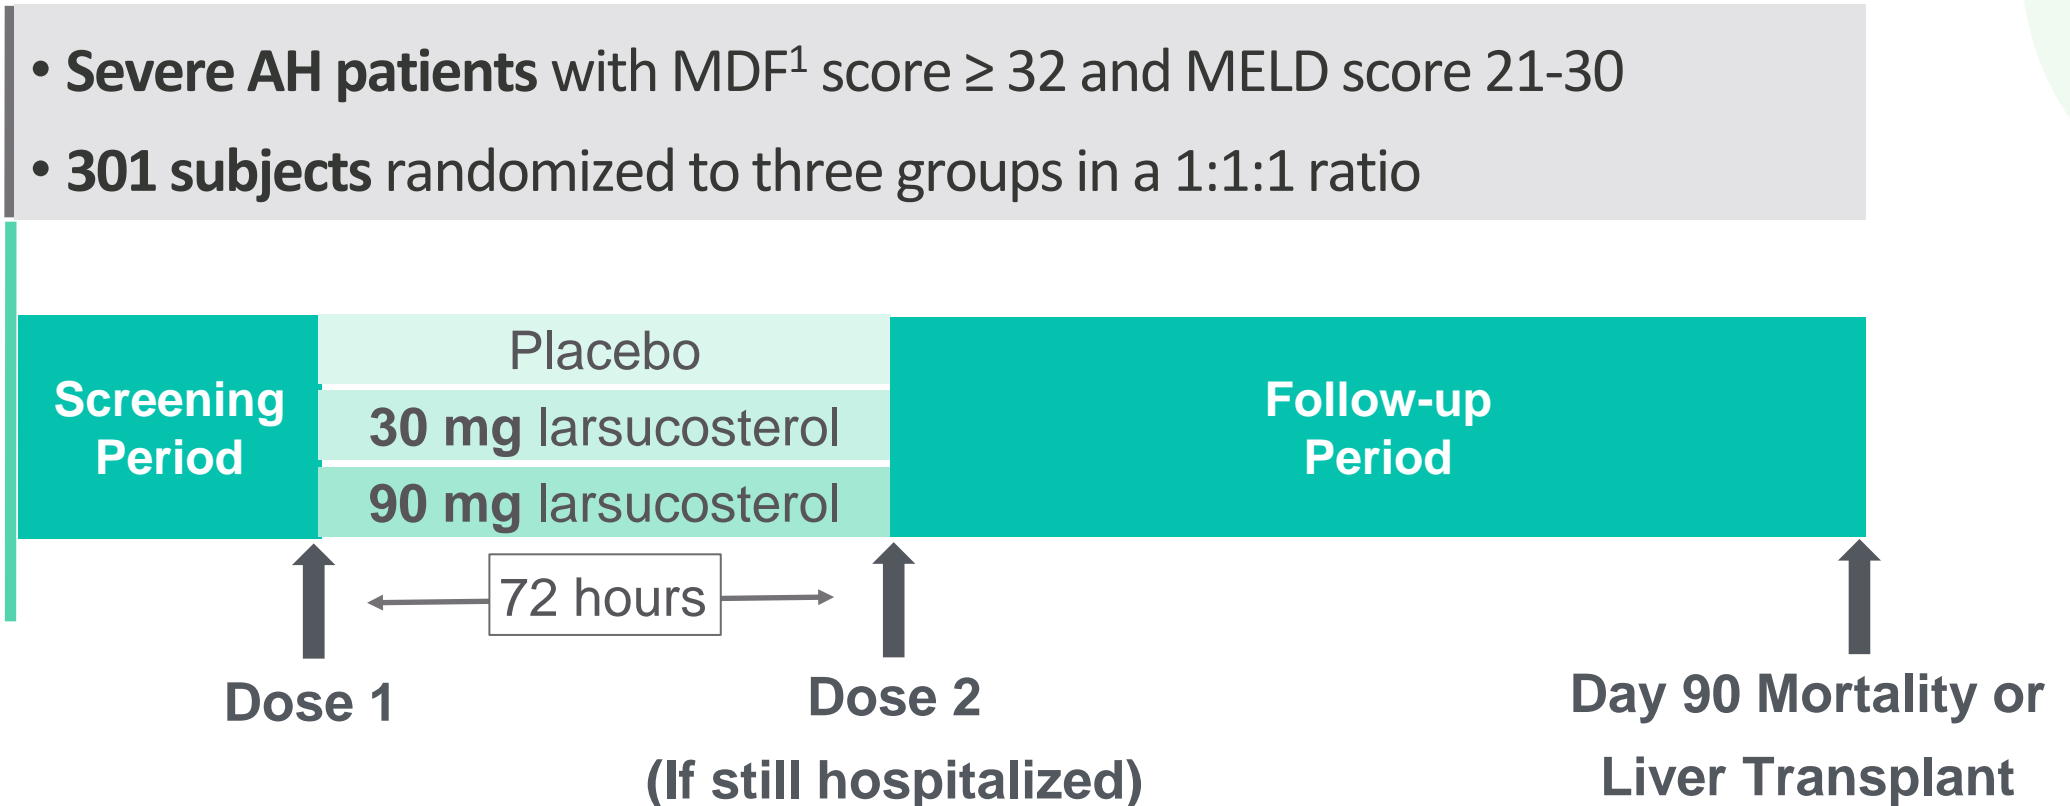 • Severe AH patients with MDF¹ score ≥ 32 and MELD score 21-30
• 301 subjects randomized to three groups in a 1:1:1 ratio
Screening
Period
Placebo
30 mg larsucosterol
90 mg larsucosterol
Follow-up
Period
72 hours
Dose 1
Dose 2
(If still hospitalized)
Day 90 Mortality or
Liver Transplant